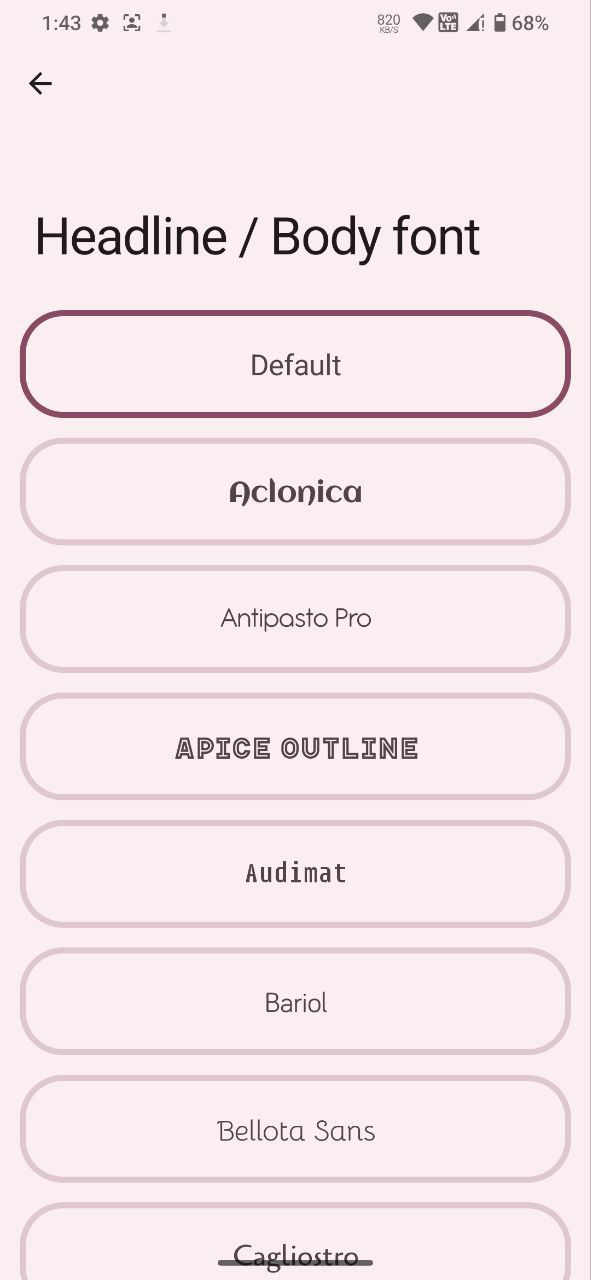 1:43
820
KB/S
Vo
LTE
68%
Headline / Body font
Default
Aclonica
Antipasto Pro
APICE OUTLINE
Audimat
Bariol
Bellota Sans
Cagliostro